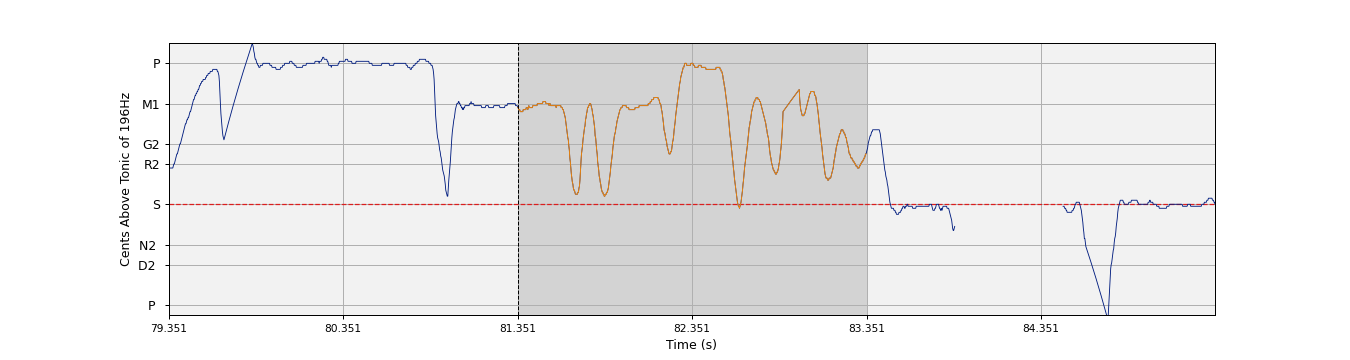 P
M1
G2
R2
S
N2
D2
P
Cents Above Tonic of 196Hz
79.351 80.351 81.351 82.351 83.351 84.351
Time (s)